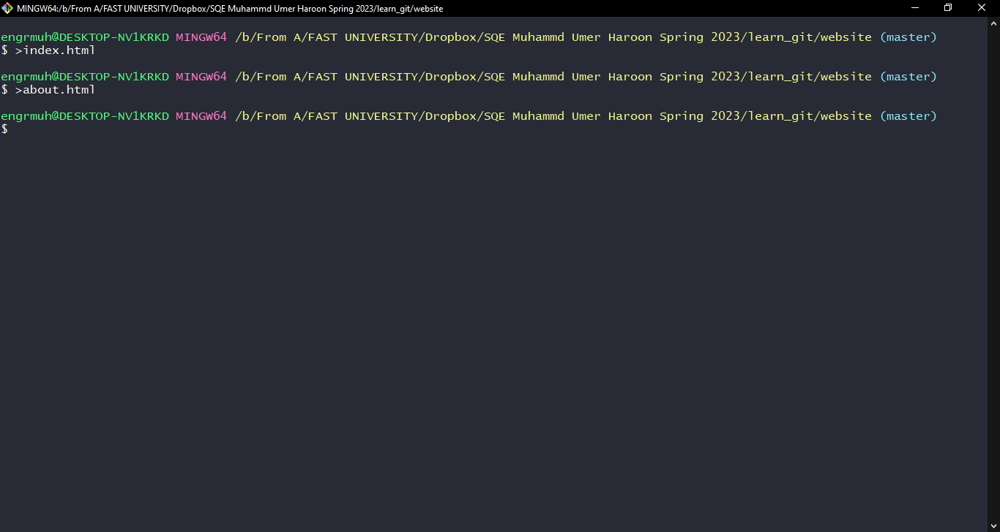 MINGW64:/b/From A/FAST UNIVERSITY/Dropbox/SQE Muhammd Umer Haroon Spring 2023/learn_git/website
engrmuh@DESKTOP-NV1KRKD MINGW64 /b/From A/FAST UNIVERSITY/Dropbox/SQE Muhammd Umer Haroon Spring 2023/learn_git/website (master)
$ >index.html
engrmuh@DESKTOP-NV1KRKD MINGW64 /b/From A/FAST UNIVERSITY/Dropbox/SQE Muhammd Umer Haroon Spring 2023/learn_git/website (master)
$ >about.html
engrmuh@DESKTOP-NV1KRKD MINGW64 /b/From A/FAST UNIVERSITY/Dropbox/SQE Muhammd Umer Haroon Spring 2023/learn_git/website (master)
$